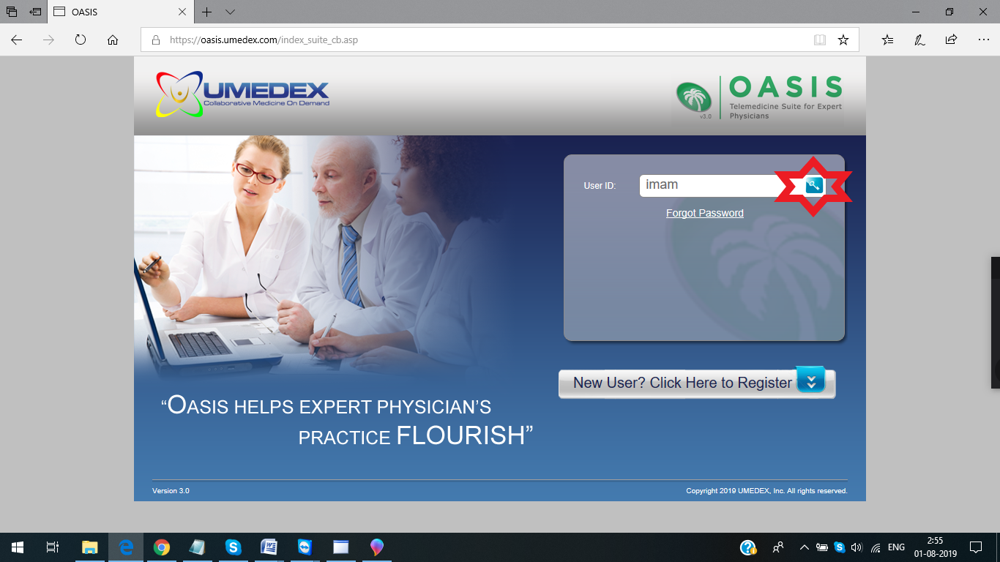 OASIS
https://oasis.umedex.com/index_suite_cb.asp
UMEDEX
Collaborative Medicine On Demand
OASIS
Telemedicine Suite for Expert
Physicians
v3.0
User ID:
imam
Forgot Password
New User? Click Here to Register
“OASIS HELPS EXPERT PHYSICIAN’S
PRACTICE FLOURISH”
Version 3.0
Copyright 2019 UMEDEX, Inc. All rights reserved.
ENG
2:55
01-08-2019